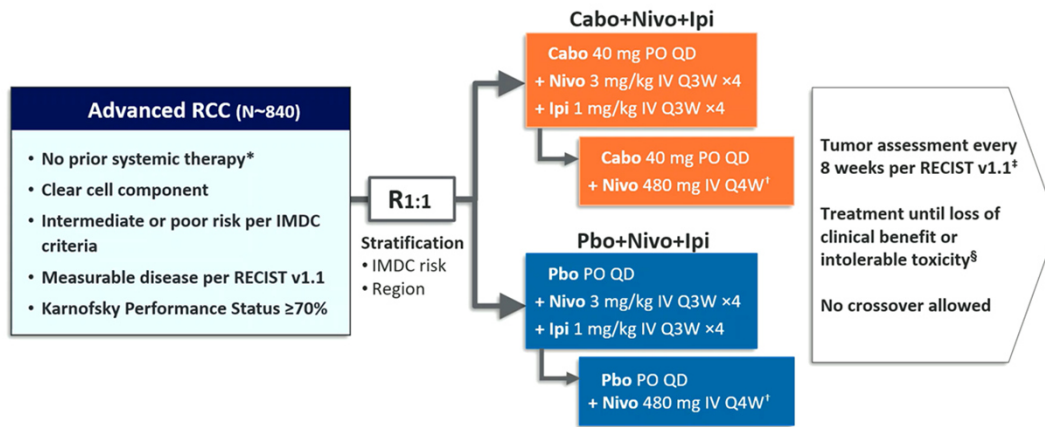 Advanced RCC (N~840)
• No prior systemic therapy*
• Clear cell component
• Intermediate or poor risk per IMDC
criteria
• Measurable disease per RECIST v1.1
• Karnofsky Performance Status ≥70%
R1:1
Stratification
• IMDC risk
• Region
Cabo+Nivo+Ipi
Cabo 40 mg PO QD
+ Nivo 3 mg/kg IV Q3W ×4
+ Ipi 1 mg/kg IV Q3W ×4
Cabo 40 mg PO QD
+ Nivo 480 mg IV Q4W†
Pbo+Nivo+Ipi
Pbo PO QD
+ Nivo 3 mg/kg IV Q3W ×4
+ Ipi 1 mg/kg IV Q3W ×4
Pbo PO QD
+ Nivo 480 mg IV Q4W†
Tumor assessment every
8 weeks per RECIST v1.1‡
Treatment until loss of
clinical benefit or
intolerable toxicity§
No crossover allowed